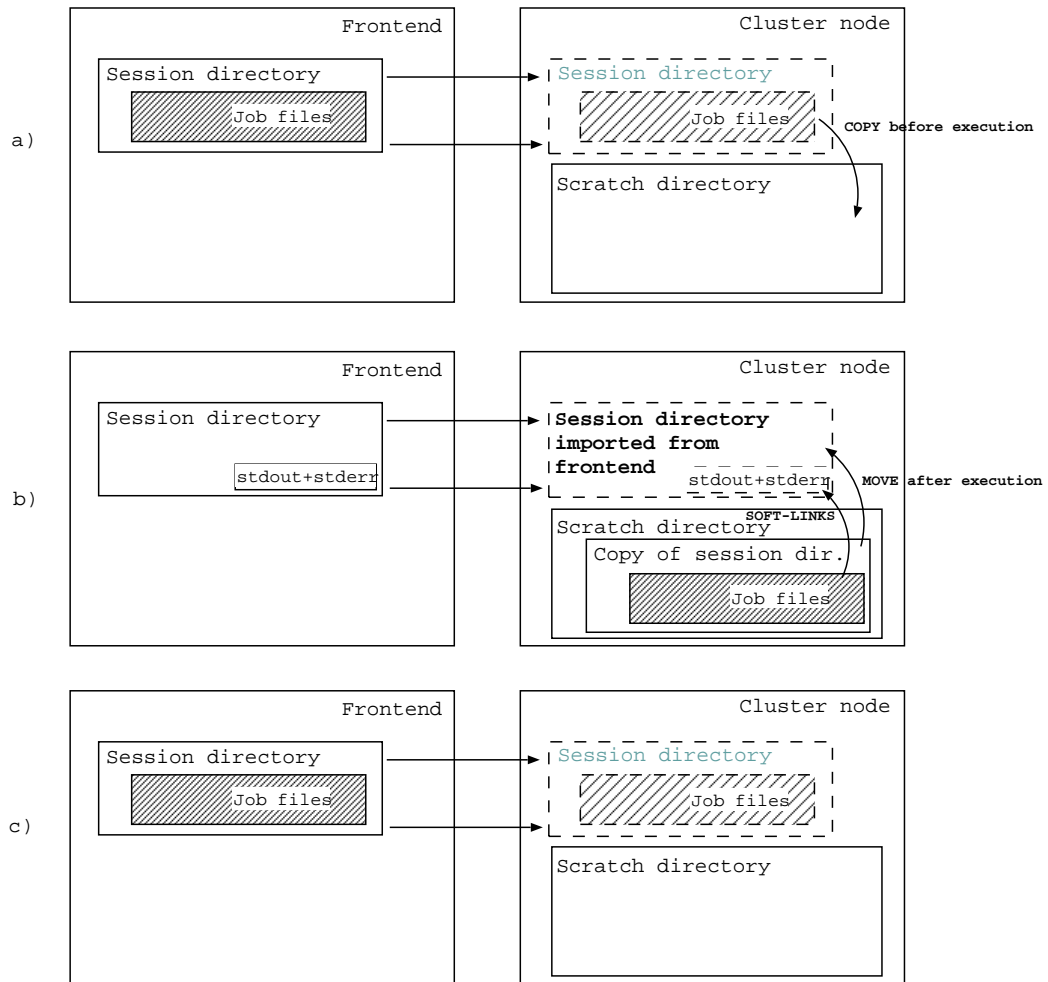 Frontend
Cluster node
Session directory
Session directory
Job files
Job files
a)
COPY before execution
Scratch directory
Frontend
Cluster node
Session directory
Session directory
imported from
frontend
stdout+stderr
stdout+stderr
MOVE after execution
b)
SOFT-LINKS
Scratch directory
Copy of session dir.
Job files
Frontend
Cluster node
Session directory
Session directory
Job files
Job files
c)
Scratch directory